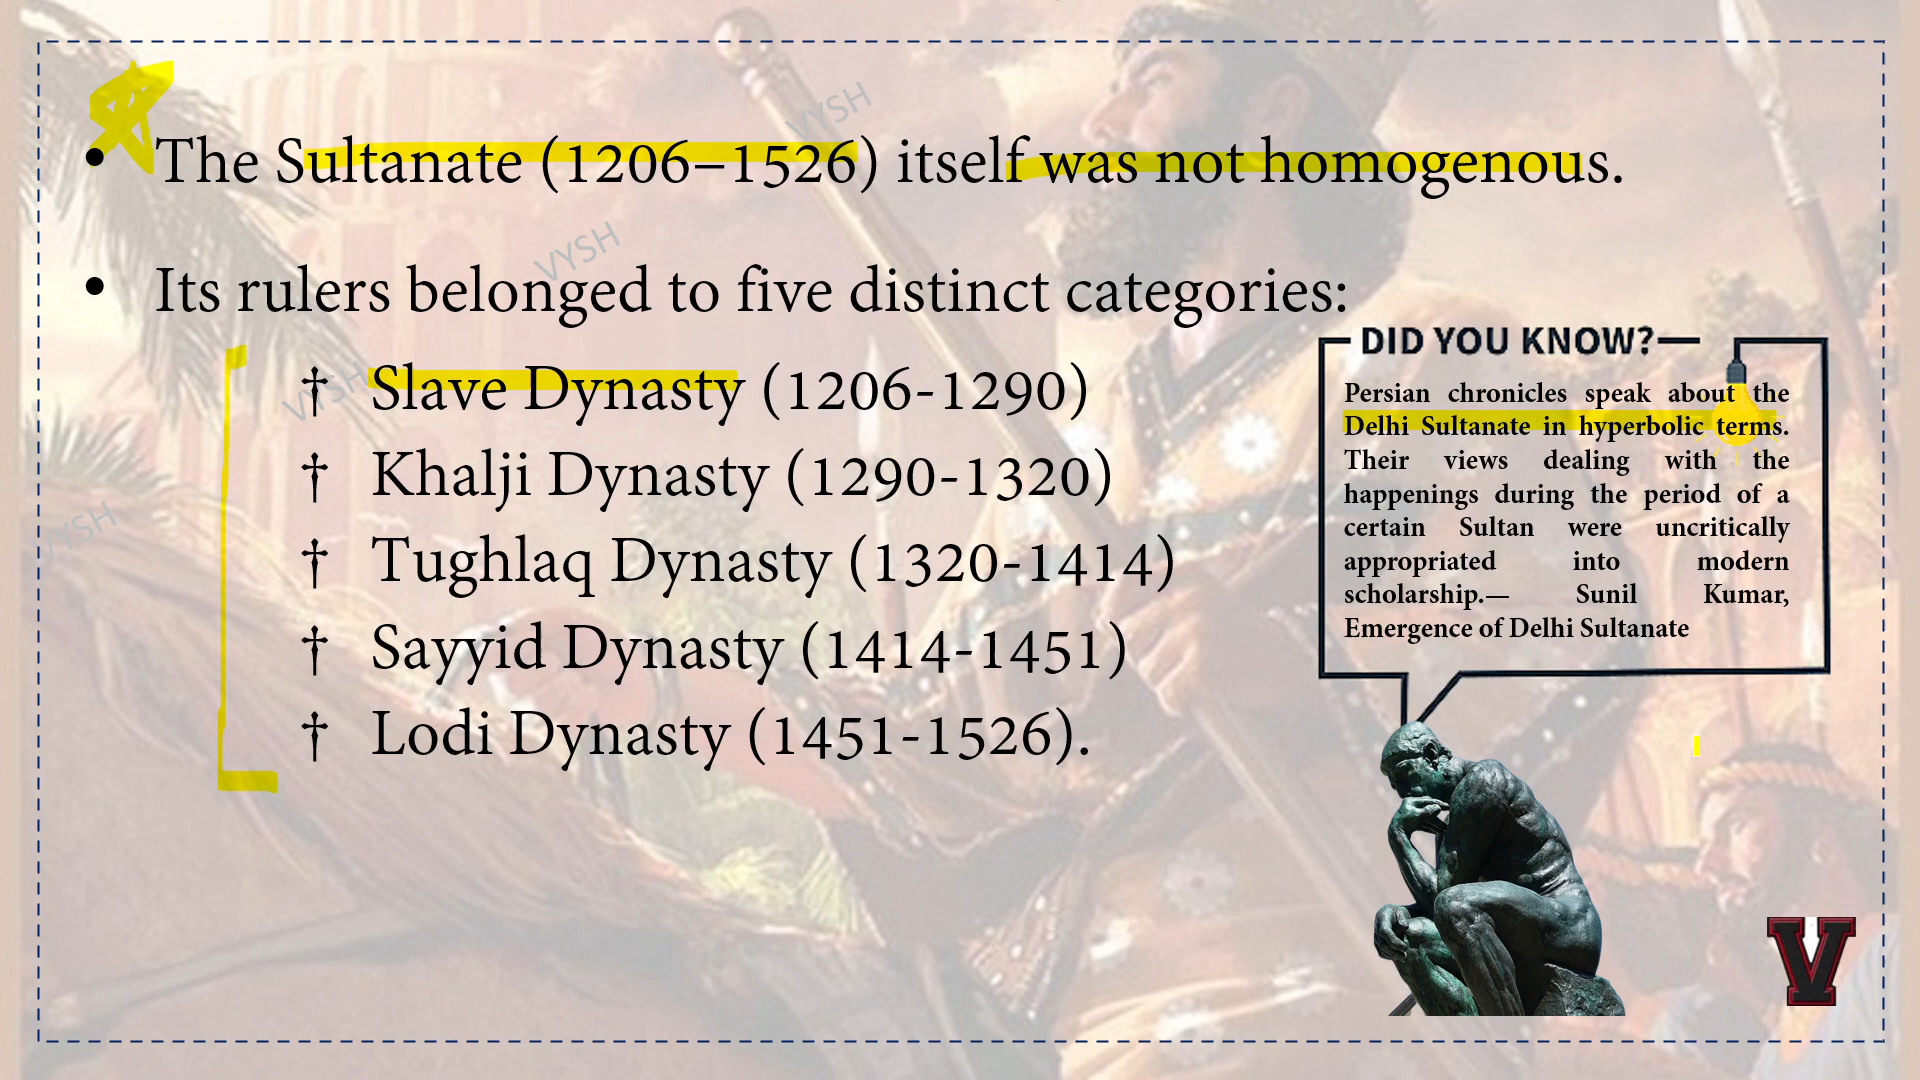 • The Sultanate (1206–1526) itself was not homogenous.
• Its rulers belonged to five distinct categories:
† Slave Dynasty (1206-1290)
† Khalji Dynasty (1290-1320)
† Tughlaq Dynasty (1320-1414)
† Sayyid Dynasty (1414-1451)
† Lodi Dynasty (1451-1526).
DID YOU KNOW?
Persian chronicles speak about the
Delhi Sultanate in hyperbolic terms.
Their views dealing with the
happenings during the period of a
certain Sultan were uncritically
appropriated into modern
scholarship.— Sunil Kumar,
Emergence of Delhi Sultanate
VYSH
VYSH
VYSH
VYSH
V